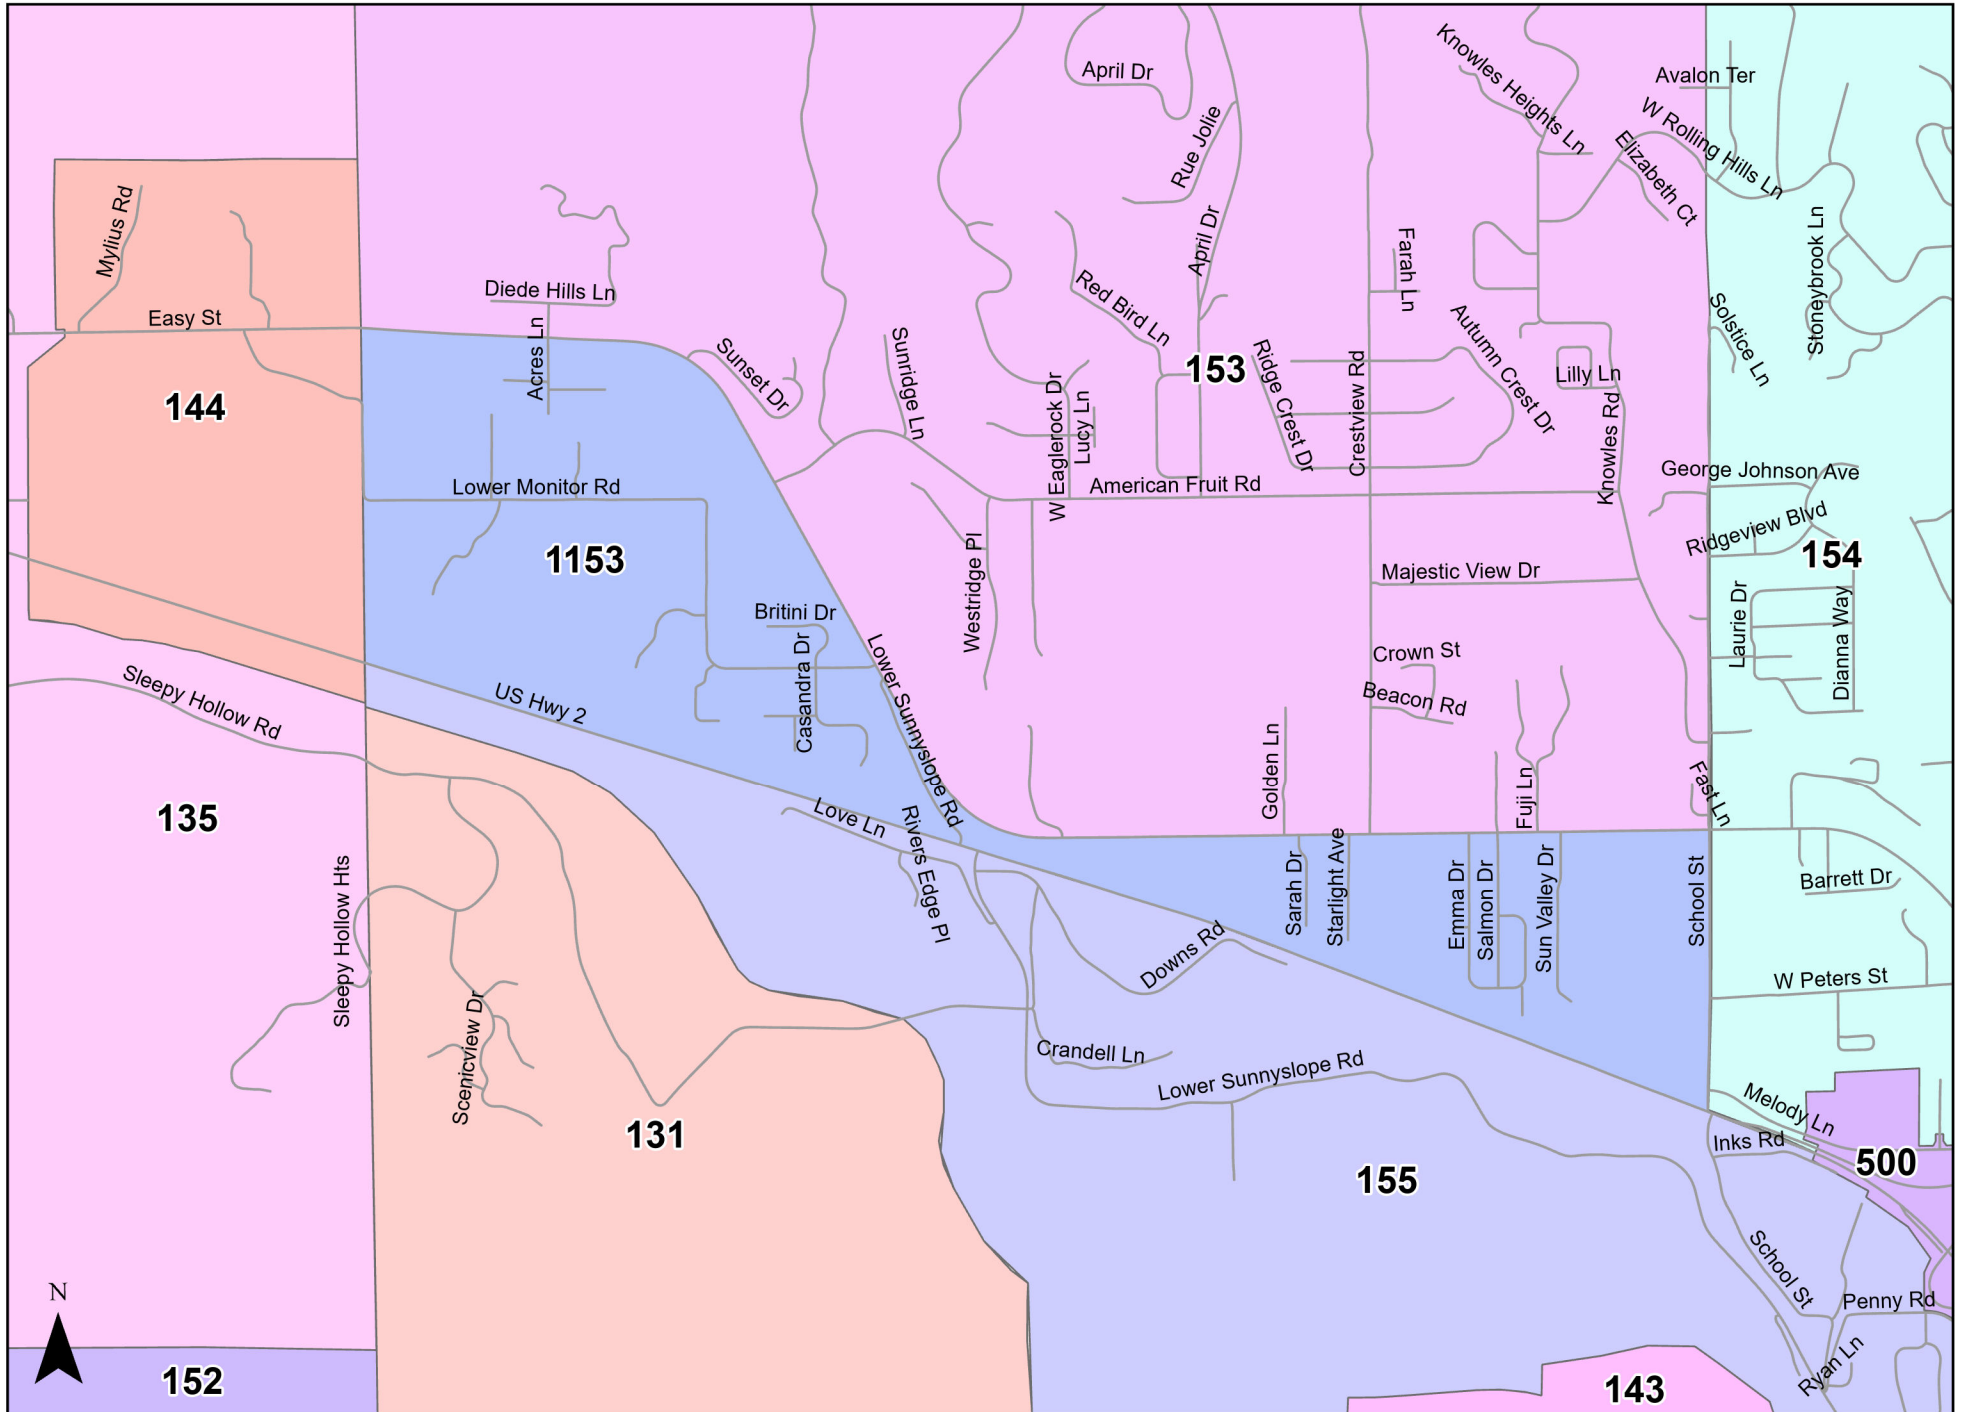 April Dr
Knowles Heights Ln
Avalon Ter
W Rolling Hills Ln
Rue Jolie
Elizabeth Ct
Mylius Rd
April Dr
Farah Ln
Stoneybrook Ln
Diede Hills Ln
Easy St
Acres Ln
Red Bird Ln
Solstice Ln
Sunset Dr
Sunridge Ln
153
Ridge Crest Dr
Autumn Crest Dr
Crestview Rd
Lilly Ln
144
W Eaglerock Dr
Lucy Ln
Knowles Rd
George Johnson Ave
Lower Monitor Rd
American Fruit Rd
Ridgeview Blvd
154
1153
Westridge Pl
Majestic View Dr
Laurie Dr
Dianna Way
Britini Dr
Casandra Dr
Crown St
Beacon Rd
Lower Sunnyslope Rd
Sleepy Hollow Rd
US Hwy 2
Golden Ln
Fuji Ln
Fast Ln
135
Love Ln
Rivers Edge Pl
Sarah Dr
Starlight Ave
Emma Dr
Salmon Dr
Sun Valley Dr
School St
Barrett Dr
Sleepy Hollow Hts
Downs Rd
W Peters St
Scenicview Dr
Crandell Ln
Lower Sunnyslope Rd
Melody Ln
131
Inks Rd
500
155
School St
N
Penny Rd
Ryan Ln
152
143